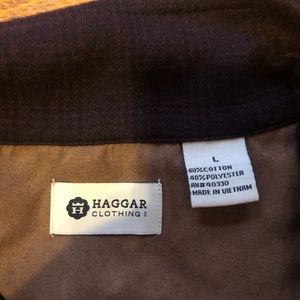 H
HAGGAR
CLOTHING
L
60%COTTON
40%POLYESTER
RN#40330
MADE IN VIETNAM